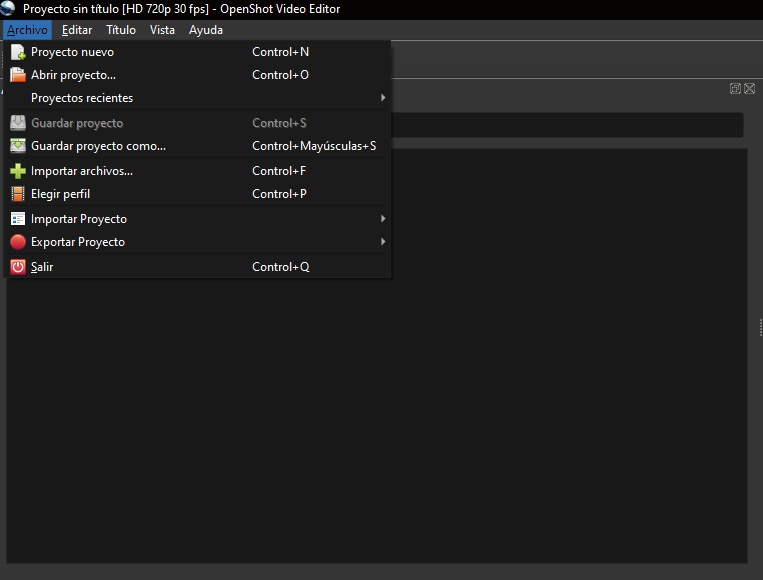 Proyecto sin título [HD 720p 30 fps] - OpenShot Video Editor
Archivo Editar Título Vista Ayuda
Proyecto nuevo Control+N
Abrir proyecto... Control+O
Proyectos recientes
Guardar proyecto Control+S
Guardar proyecto como... Control+Mayúsculas+S
Importar archivos... Control+F
Elegir perfil Control+P
Importar Proyecto
Exportar Proyecto
Salir Control+Q